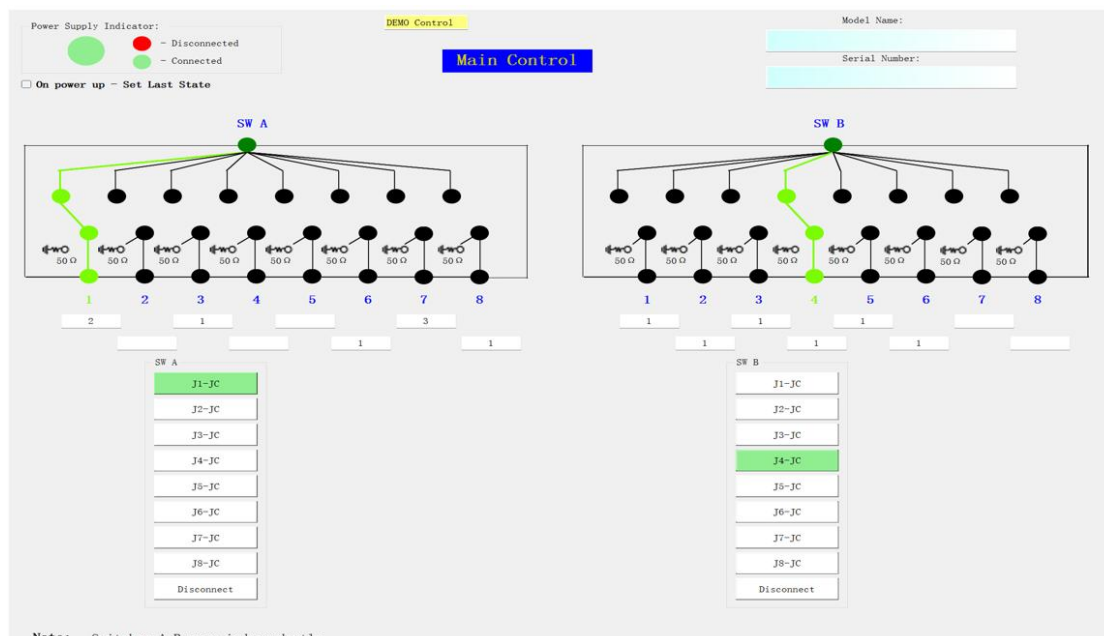 Power Supply Indicator:
- Disconnected
- Connected
On power up - Set Last State
DEMO Control
Main Control
Model Name:
Serial Number:
SW A
50 Ω 50 Ω 50 Ω 50 Ω 50 Ω 50 Ω 50 Ω 50 Ω
1 2 3 4 5 6 7 8
2 1 3
1 1
SW A
J1-JC
J2-JC
J3-JC
J4-JC
J5-JC
J6-JC
J7-JC
J8-JC
Disconnect
SW B
50 Ω 50 Ω 50 Ω 50 Ω 50 Ω 50 Ω 50 Ω 50 Ω
1 2 3 4 5 6 7 8
1 1 1
1 1 1
SW B
J1-JC
J2-JC
J3-JC
J4-JC
J5-JC
J6-JC
J7-JC
J8-JC
Disconnect